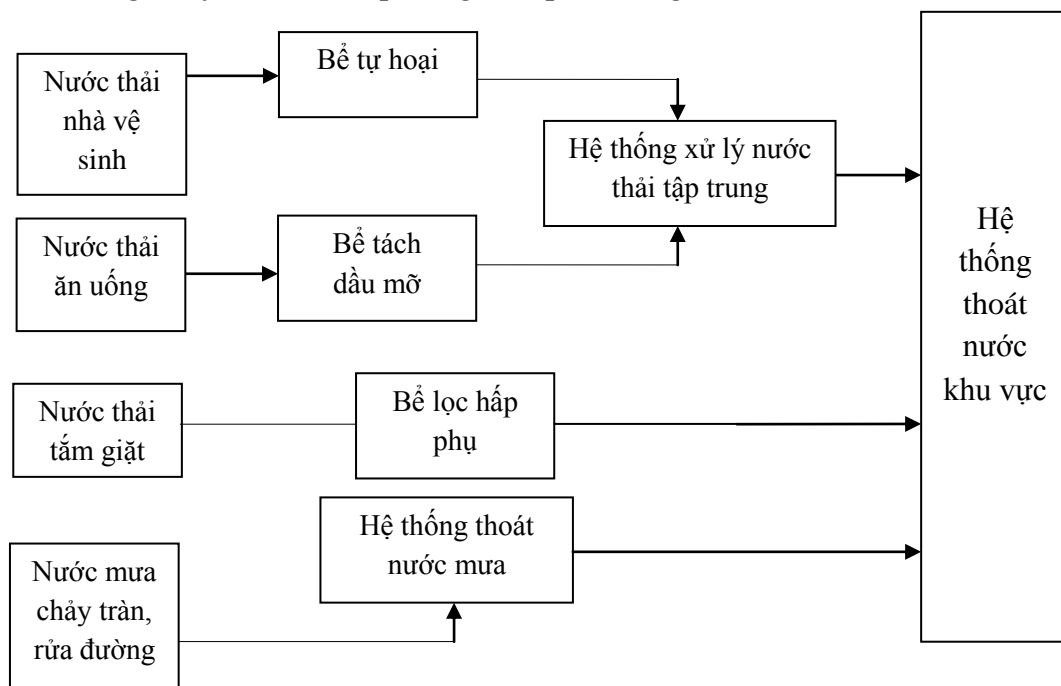 Nước thải
nhà vệ
sinh
Bể tự hoại
Hệ thống xử lý nước
thải tập trung
Nước thải
ăn uống
Bể tách
dầu mỡ
Hệ
thống
thoát
nước
khu vực
Nước thải
tắm giặt
Bể lọc hấp
phụ
Hệ thống thoát
nước mưa
Nước mưa
chảy tràn,
rửa đường